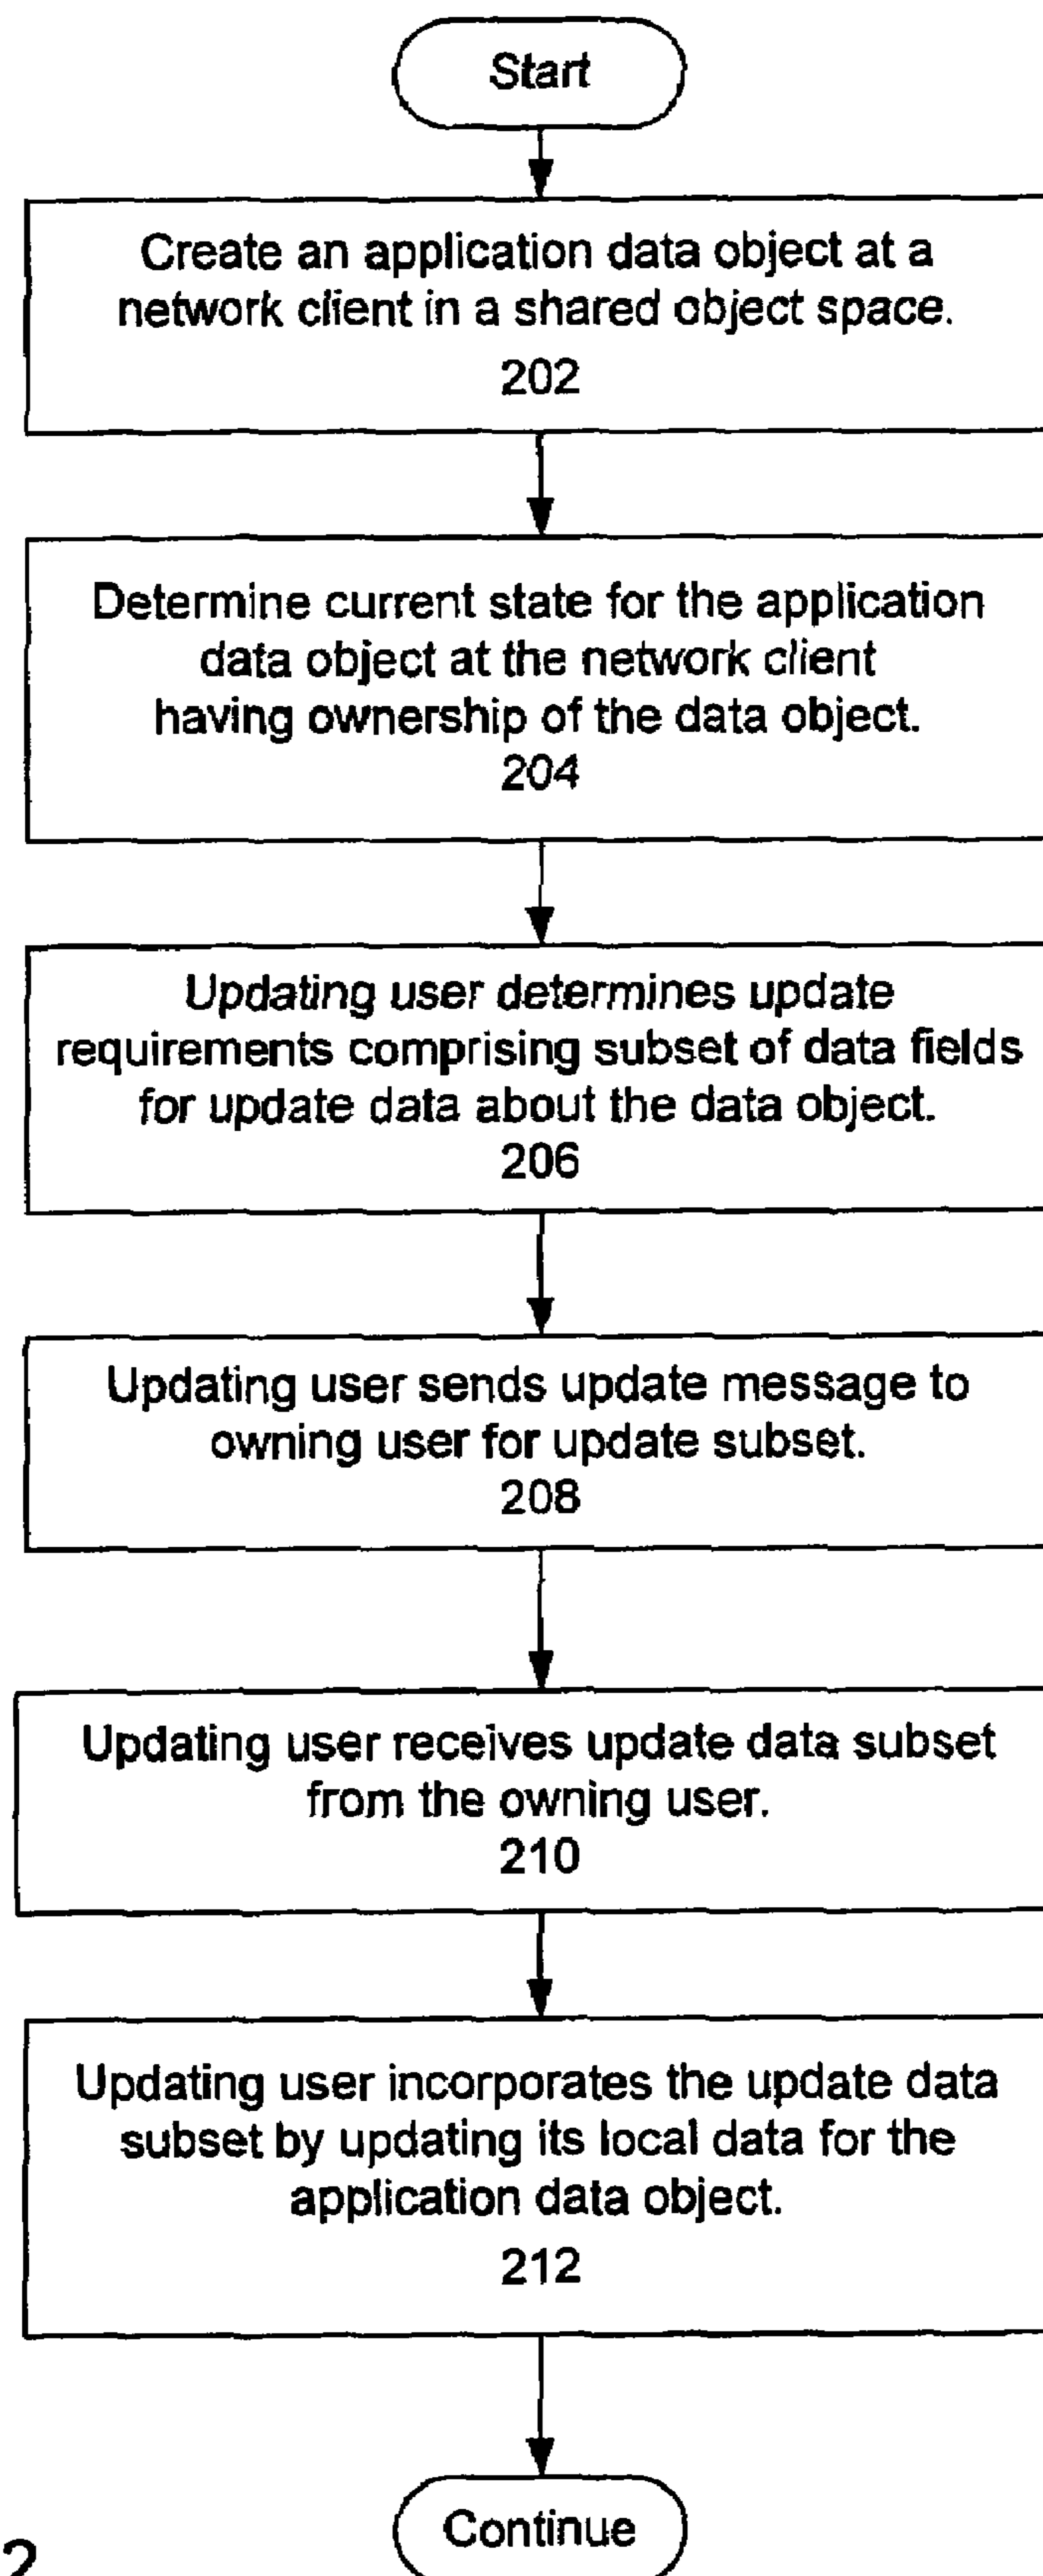 Start
Create an application data object at a
network client in a shared object space.
202
Determine current state for the application
data object at the network client
having ownership of the data object.
204
Updating user determines update
requirements comprising subset of data fields
for update data about the data object.
206
Updating user sends update message to
owning user for update subset.
208
Updating user receives update data subset
from the owning user.
210
Updating user incorporates the update data
subset by updating its local data for the
application data object.
212
Continue
2